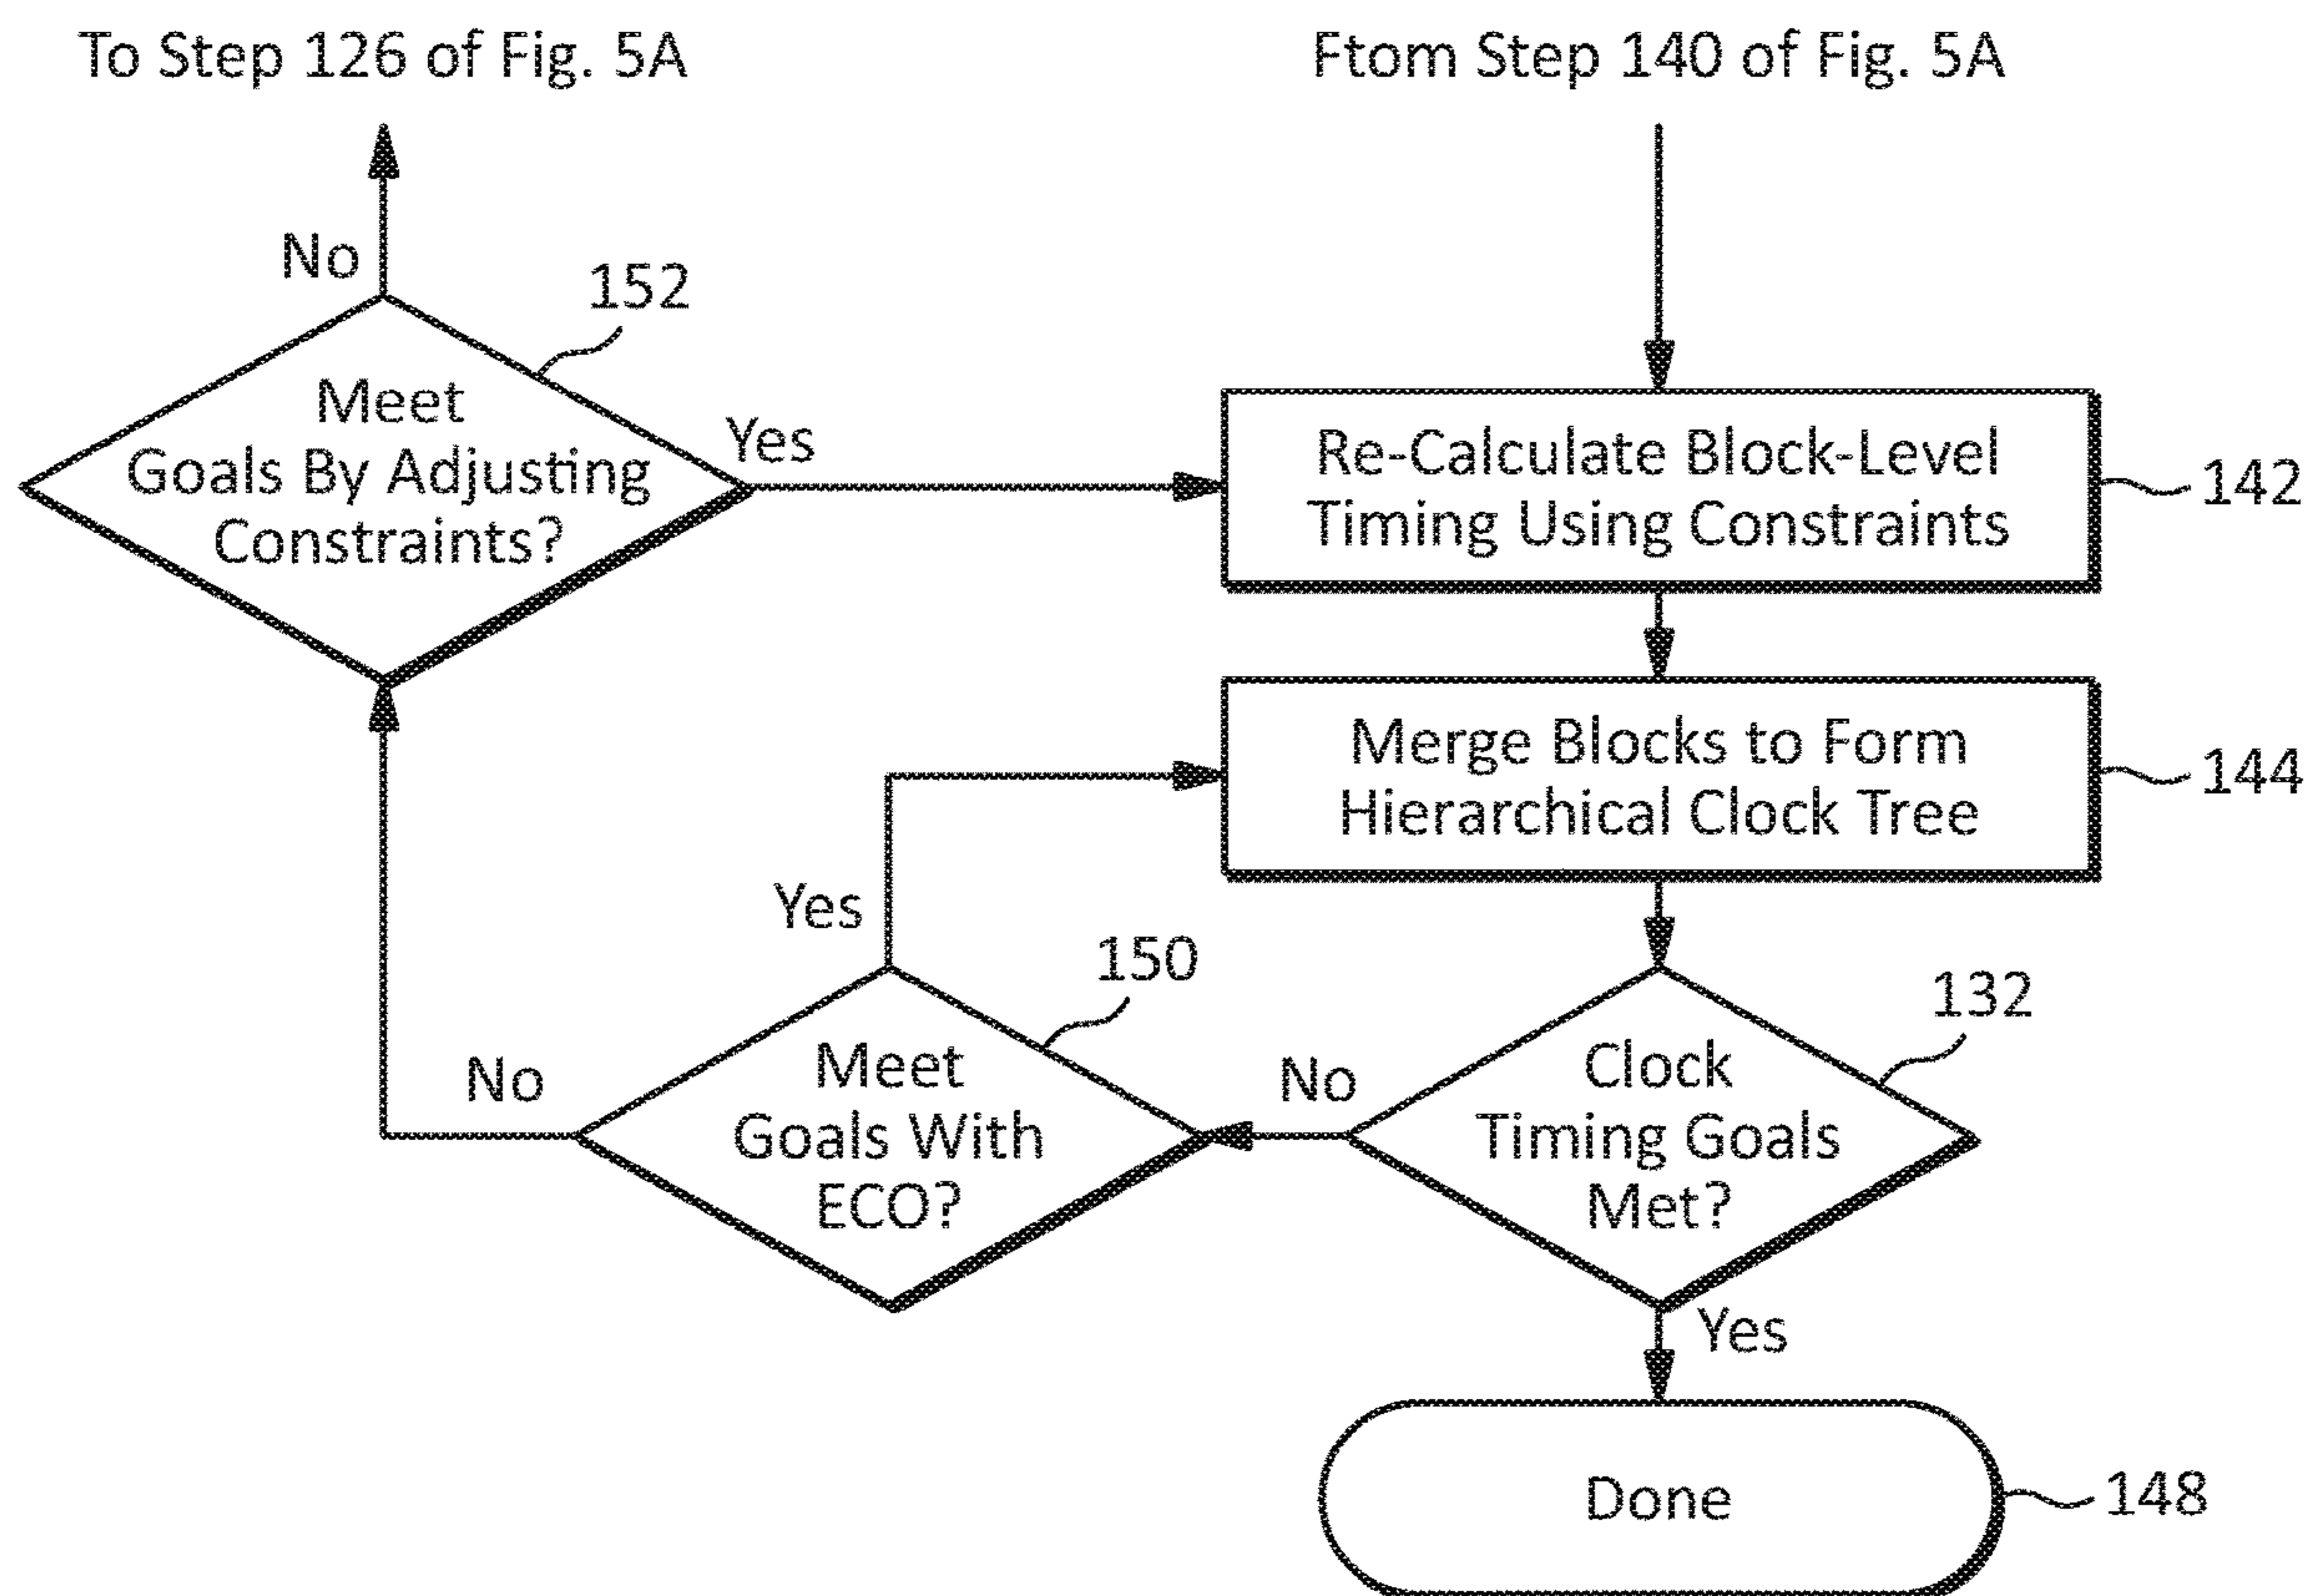 To Step 126 of Fig. 5A
Ftom Step 140 of Fig. 5A
No
152
Meet
Goals By Adjusting
Constraints?
Yes
Re-Calculate Block-Level
Timing Using Constraints
142
Merge Blocks to Form
Hierarchical Clock Tree
144
Yes
150
132
No
Meet
Goals With
ECO?
No
Clock
Timing Goals
Met?
Yes
Done
148